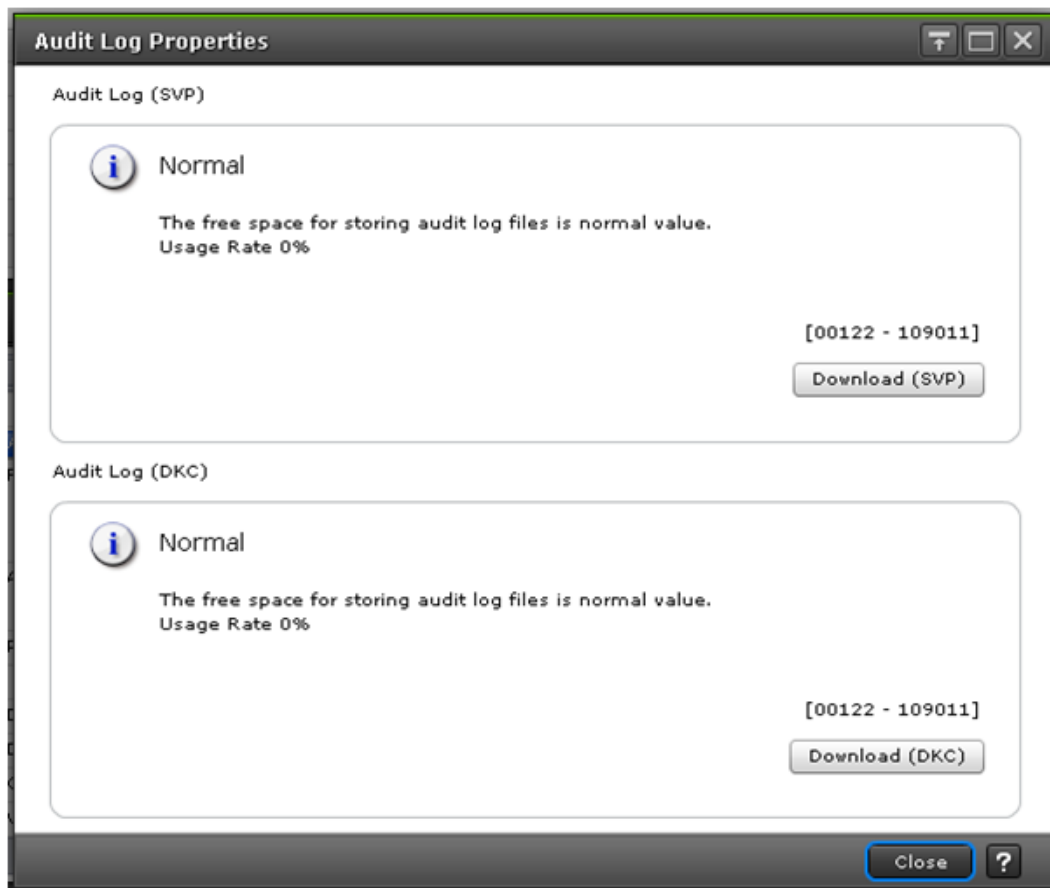 Audit Log Properties
Audit Log (SVP)
i
Normal
The free space for storing audit log files is normal value.
Usage Rate 0%
[00122 - 109011]
Download (SVP)
Audit Log (DKC)
i
Normal
The free space for storing audit log files is normal value.
Usage Rate 0%
[00122 - 109011]
Download (DKC)
Close ?